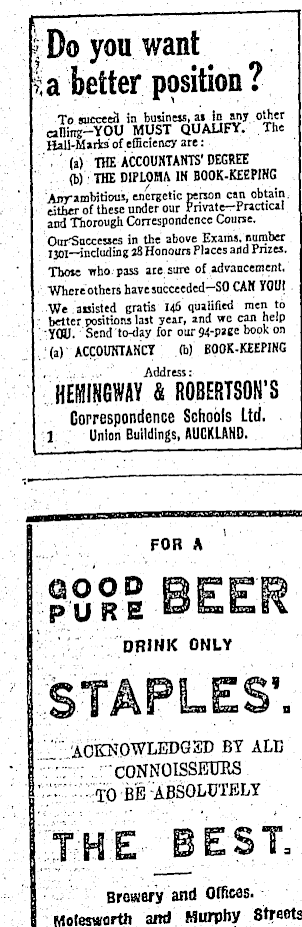 Do you want
a better position?
To succeed in business, as in any other
calling—YOU MUST QUALIFY. The
Hall-Marks of efficiency are:
(a) THE ACCOUNTANTS' DEGREE
(b) THE DIPLOMA IN BOOK-KEEPING
Any ambitious, energetic person can obtain
either of these under our Private—Practical
and Thorough Correspondence Course.
Our Successes in the above Exams. number
1301—including 28 Honours Places and Prizes.
Those who pass are sure of advancement.
Where others have succeeded—SO CAN YOU!
We assisted gratis 146 qualified men to
better positions last year, and we can help
YOU. Send to-day for our 94-page book on
(a) ACCOUNTANCY (b) BOOK-KEEPING
Address:
HEMINGWAY & ROBERTSON'S
Correspondence Schools Ltd.
1 Union Buildings, AUCKLAND.
FOR A
GOOD
PURE BEER
DRINK ONLY
STAPLES'.
ACKNOWLEDGED BY ALL
CONNOISSEURS
TO BE ABSOLUTELY
THE BEST.
Brewery and Offices.
Molesworth and Murphy Streets